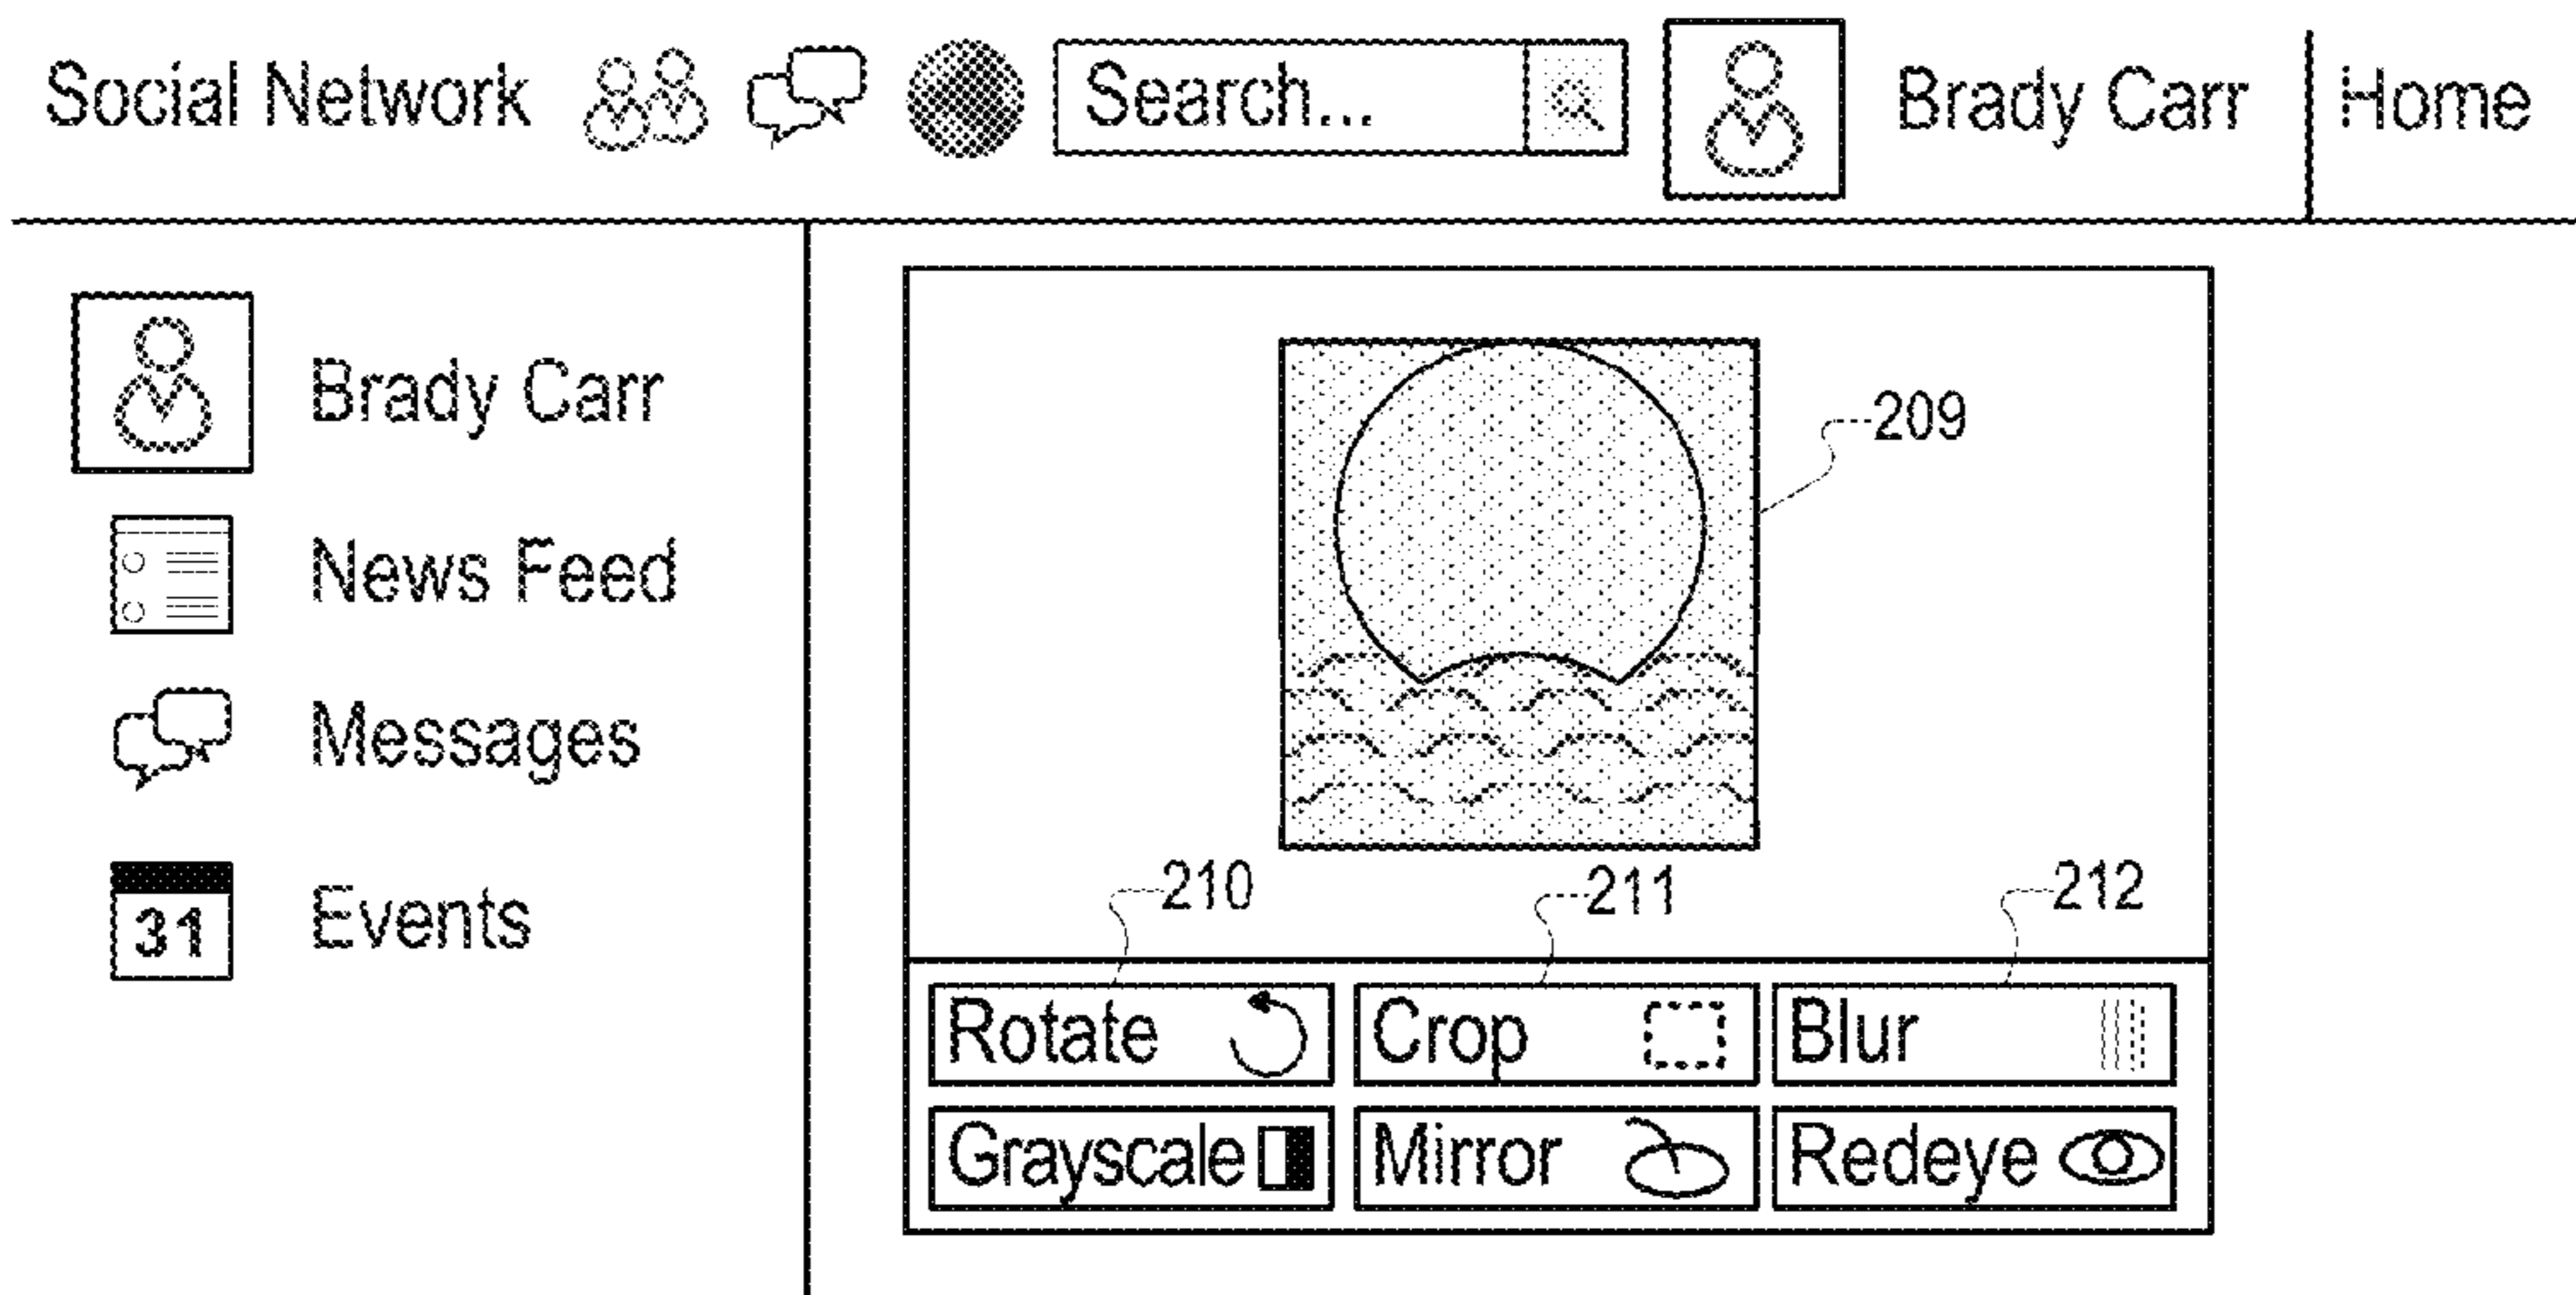 Social Network Search... Brady Carr Home
Brady Carr
News Feed
Messages
31 Events
209
210 211 212
Rotate Crop Blur
Grayscale Mirror Redeye